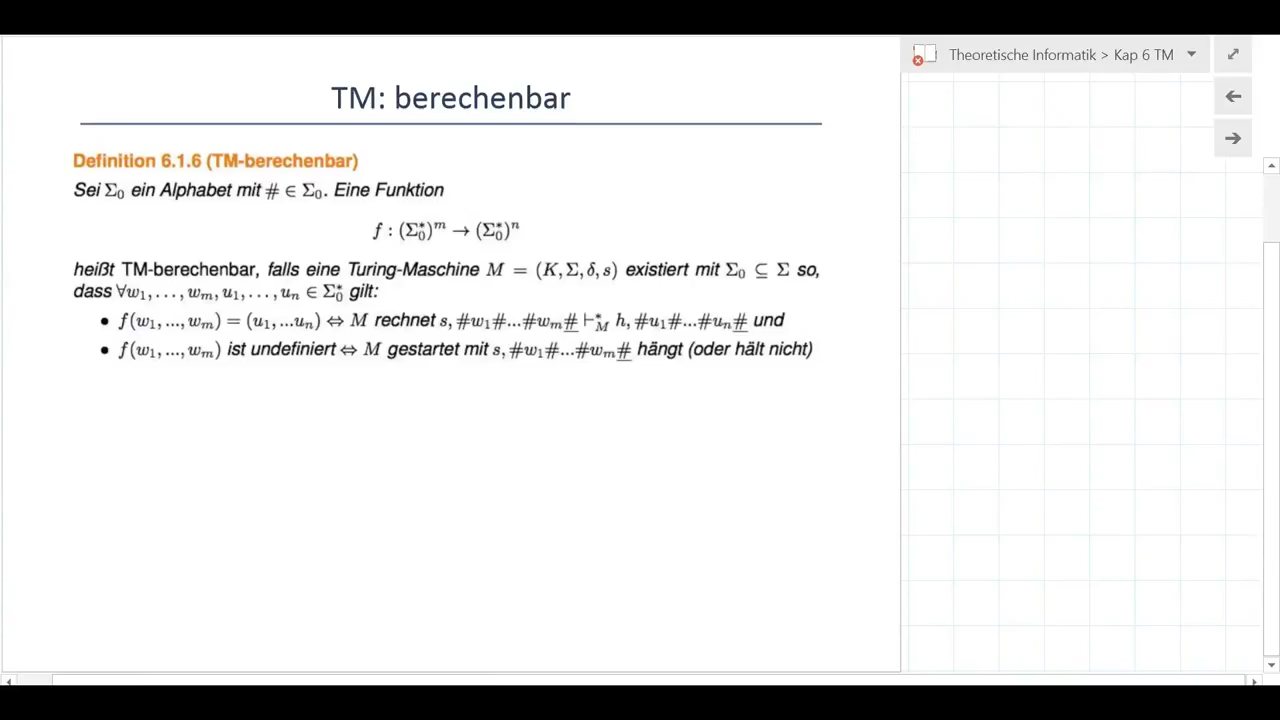 Theoretische Informatik > Kap 6 TM
TM: berechenbar
Definition 6.1.6 (TM-berechenbar)
Sei Σ₀ ein Alphabet mit # ∈ Σ₀. Eine Funktion
f : (Σ₀*)ᵐ → (Σ₀*)ⁿ
heißt TM-berechenbar, falls eine Turing-Maschine M = (K, Σ, δ, s) existiert mit Σ₀ ⊆ Σ so,
dass ∀w₁, . . . , wₘ, u₁, . . . , uₙ ∈ Σ₀* gilt:
• f(w₁, ..., wₘ) = (u₁, ...uₙ) ⇔ M rechnet s, #w₁#...#wₘ#̲ ⊢*_M h, #u₁#...#uₙ#̲ und
• f(w₁, ..., wₘ) ist undefiniert ⇔ M gestartet mit s, #w₁#...#wₘ#̲ hängt (oder hält nicht)